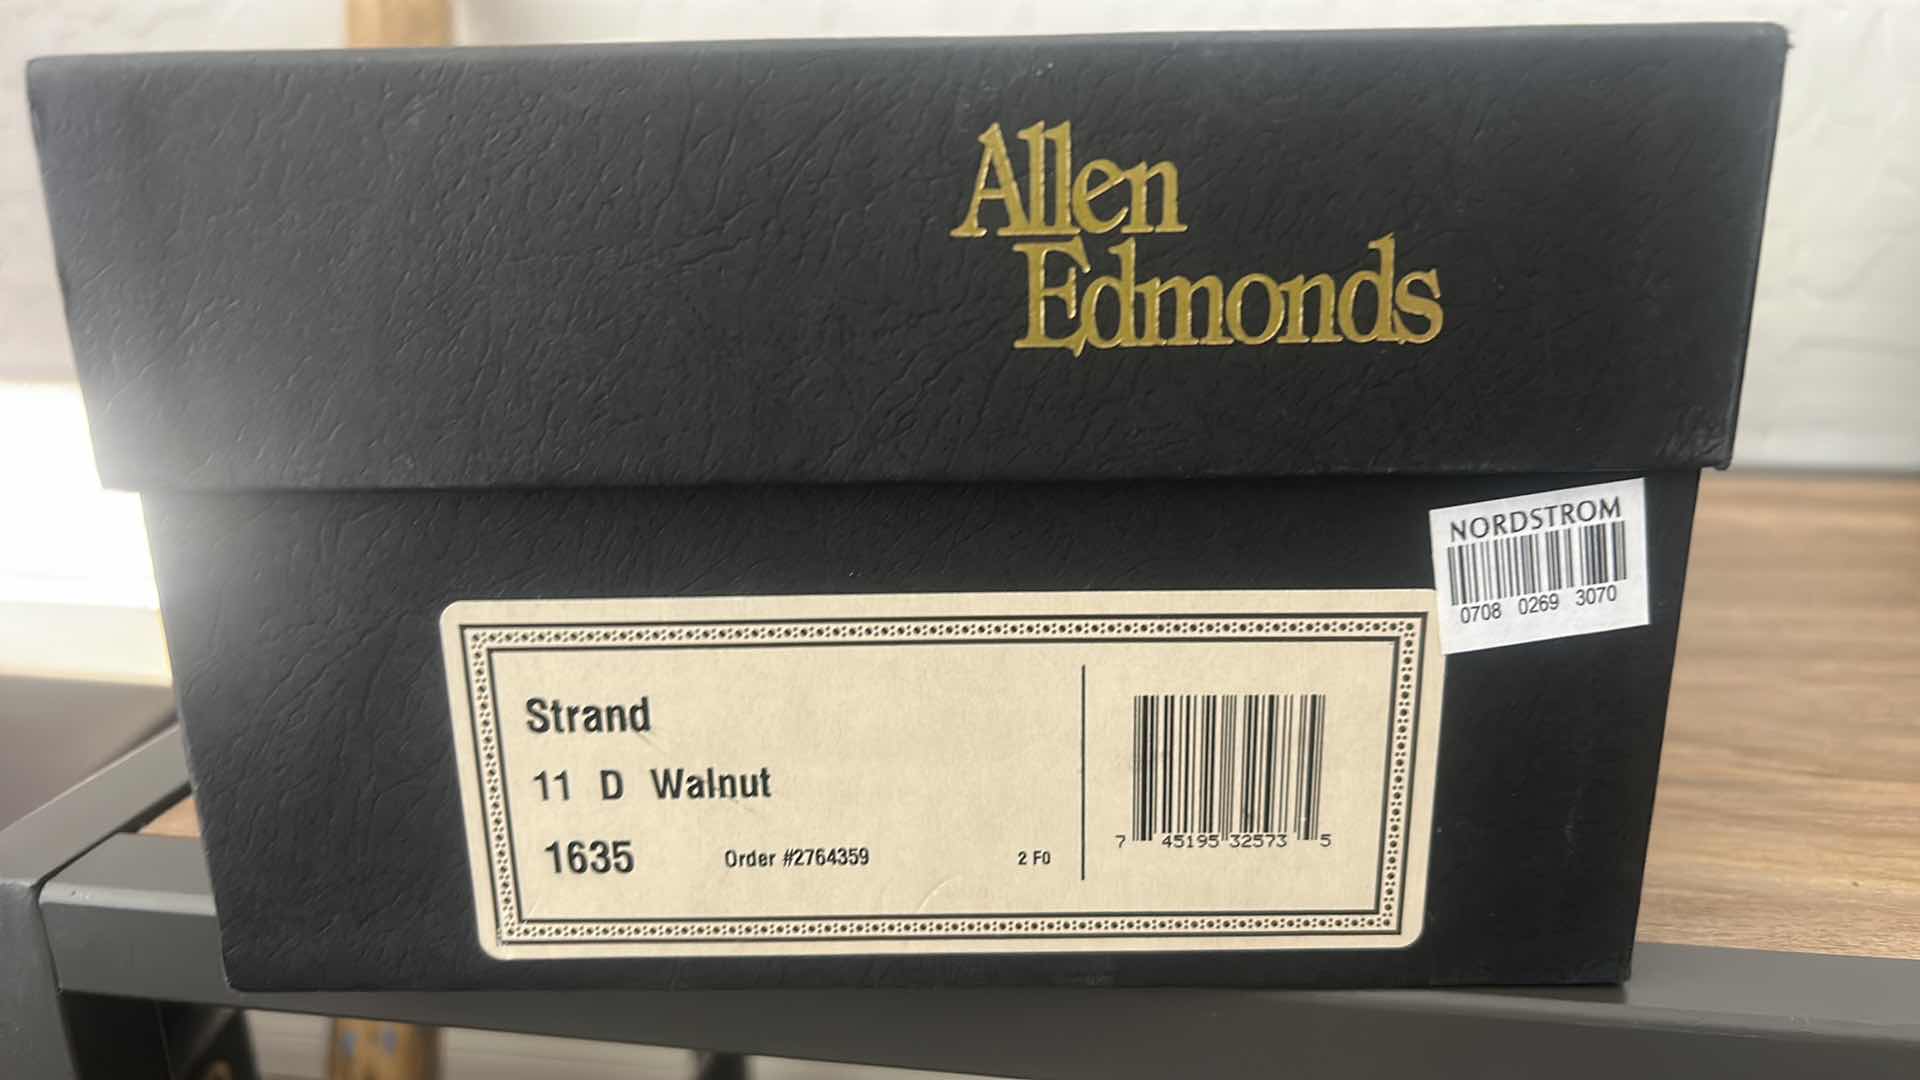 Allen
Edmonds
NORDSTROM
0708 0269 3070
Strand
11 D Walnut
1635 Order #2764359 2 F0
7 45195 32573 5